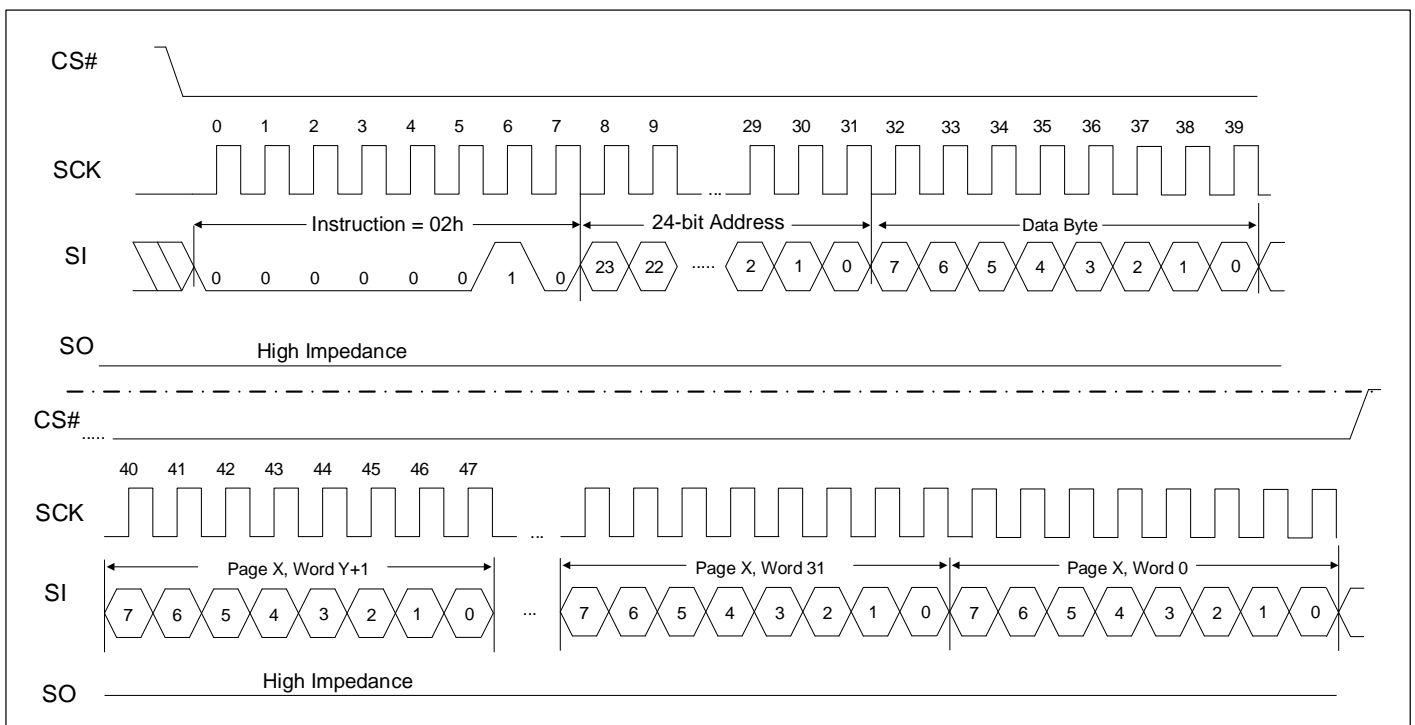 CS#
0 1 2 3 4 5 6 7 8 9 29 30 31 32 33 34 35 36 37 38 39
SCK ...
Instruction = 02h 24-bit Address Data Byte
SI 0 0 0 0 0 0 1 0 23 22 ..... 2 1 0 7 6 5 4 3 2 1 0
SO High Impedance
CS# .....
40 41 42 43 44 45 46 47
SCK ...
Page X, Word Y+1 Page X, Word 31 Page X, Word 0
SI 7 6 5 4 3 2 1 0 ... 7 6 5 4 3 2 1 0 7 6 5 4 3 2 1 0
SO High Impedance